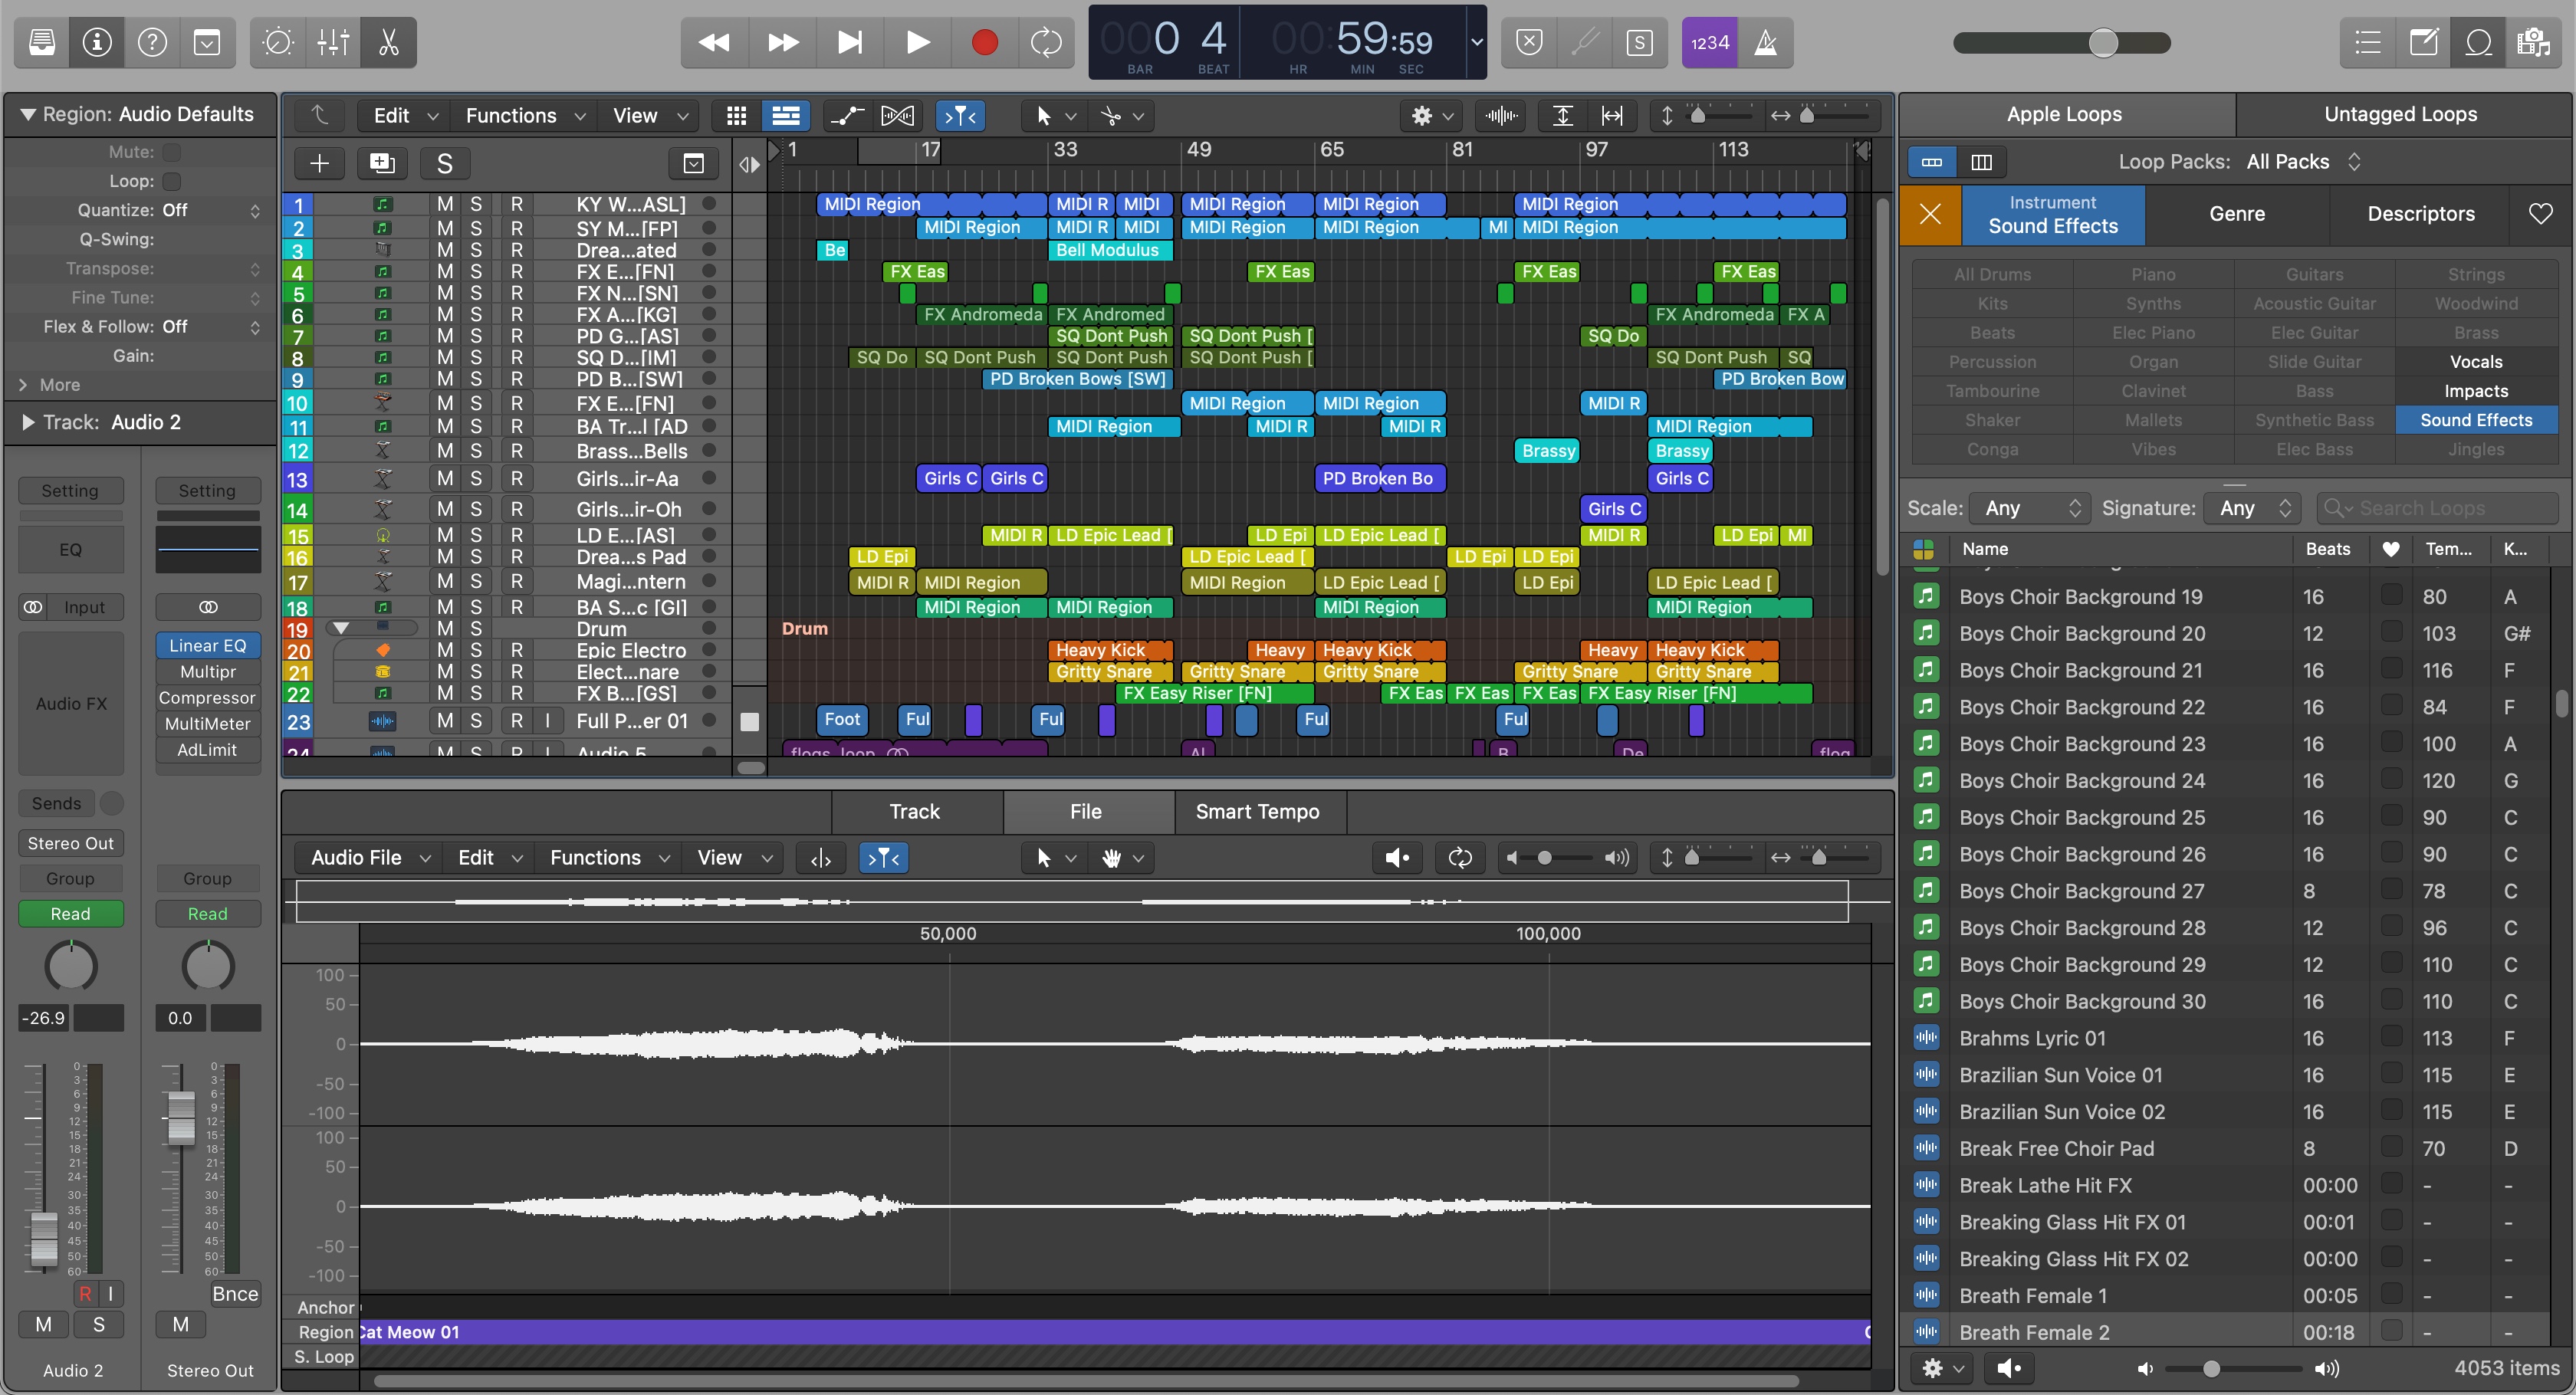 000 4 00:59:59
BAR BEAT HR MIN SEC
S
1234
Region: Audio Defaults
Mute:
Loop:
Quantize: Off
Q-Swing:
Transpose:
Fine Tune:
Flex & Follow: Off
Gain:
More
Track: Audio 2
Setting Setting
EQ
Input
Audio FX
Linear EQ
Multipr
Compressor
MultiMeter
AdLimit
Sends
Stereo Out
Group Group
Read Read
-26.9 0.0
R I Bnce
M S M
Audio 2 Stereo Out
Edit Functions View
S
1 17 33 49 65 81 97 113
1 M S R KY W...ASL] MIDI Region MIDI R MIDI MIDI Region MIDI Region MIDI Region
2 M S R SY M...[FP] MIDI Region MIDI R MIDI MIDI Region MIDI Region MI MIDI Region
3 M S R Drea...ated Be Bell Modulus
4 M S R FX E...[FN] FX Eas FX Eas FX Eas FX Eas
5 M S R FX N...[SN]
6 M S R FX A...[KG] FX Andromeda FX Andromed FX Andromeda FX A
7 M S R PD G...[AS] SQ Dont Push SQ Dont Push [ SQ Do
8 M S R SQ D...[IM] SQ Do SQ Dont Push SQ Dont Push SQ Dont Push [ SQ Dont Push SQ
9 M S R PD B...[SW] PD Broken Bows [SW] PD Broken Bow
10 M S R FX E...[FN] MIDI Region MIDI Region MIDI R
11 M S R BA Tr...l [AD MIDI Region MIDI R MIDI R MIDI Region
12 M S R Brass...Bells Brassy Brassy
13 M S R Girls...ir-Aa Girls C Girls C PD Broken Bo Girls C
14 M S R Girls...ir-Oh Girls C
15 M S R LD E...[AS] MIDI R LD Epic Lead [ LD Epi LD Epic Lead [ MIDI R LD Epi MI
16 M S R Drea...s Pad LD Epi LD Epic Lead [ LD Epi LD Epi
17 M S R Magi...ntern MIDI R MIDI Region MIDI Region LD Epic Lead [ LD Epi LD Epic Lead [
18 M S R BA S...c [GI] MIDI Region MIDI Region MIDI Region MIDI Region
19 M S Drum Drum
20 M S R Epic Electro Heavy Kick Heavy Heavy Kick Heavy Heavy Kick
21 M S R Elect...nare Gritty Snare Gritty Snare Gritty Snare Gritty Snare Gritty Snare
22 M S R FX B...[GS] FX Easy Riser [FN] FX Eas FX Eas FX Eas FX Easy Riser [FN]
23 M S R I Full P...er 01 Foot Ful Ful Ful Ful
24 M S R I Audio 5
Track File Smart Tempo
Audio File Edit Functions View
50,000 100,000
100
50
0
-50
-100
100
50
0
-50
-100
Anchor
Region Cat Meow 01
S. Loop
Apple Loops Untagged Loops
Loop Packs: All Packs
Instrument
Sound Effects Genre Descriptors
All Drums Piano Guitars Strings
Kits Synths Acoustic Guitar Woodwind
Beats Elec Piano Elec Guitar Brass
Percussion Organ Slide Guitar Vocals
Tambourine Clavinet Bass Impacts
Shaker Mallets Synthetic Bass Sound Effects
Conga Vibes Elec Bass Jingles
Scale: Any Signature: Any Search Loops
Name Beats Tem... K...
Boys Choir Background 19 16 80 A
Boys Choir Background 20 12 103 G#
Boys Choir Background 21 16 116 F
Boys Choir Background 22 16 84 F
Boys Choir Background 23 16 100 A
Boys Choir Background 24 16 120 G
Boys Choir Background 25 16 90 C
Boys Choir Background 26 16 90 C
Boys Choir Background 27 8 78 C
Boys Choir Background 28 12 96 C
Boys Choir Background 29 12 110 C
Boys Choir Background 30 16 110 C
Brahms Lyric 01 16 113 F
Brazilian Sun Voice 01 16 115 E
Brazilian Sun Voice 02 16 115 E
Break Free Choir Pad 8 70 D
Break Lathe Hit FX 00:00 - -
Breaking Glass Hit FX 01 00:01 - -
Breaking Glass Hit FX 02 00:00 - -
Breath Female 1 00:05 - -
Breath Female 2 00:18 - -
4053 items